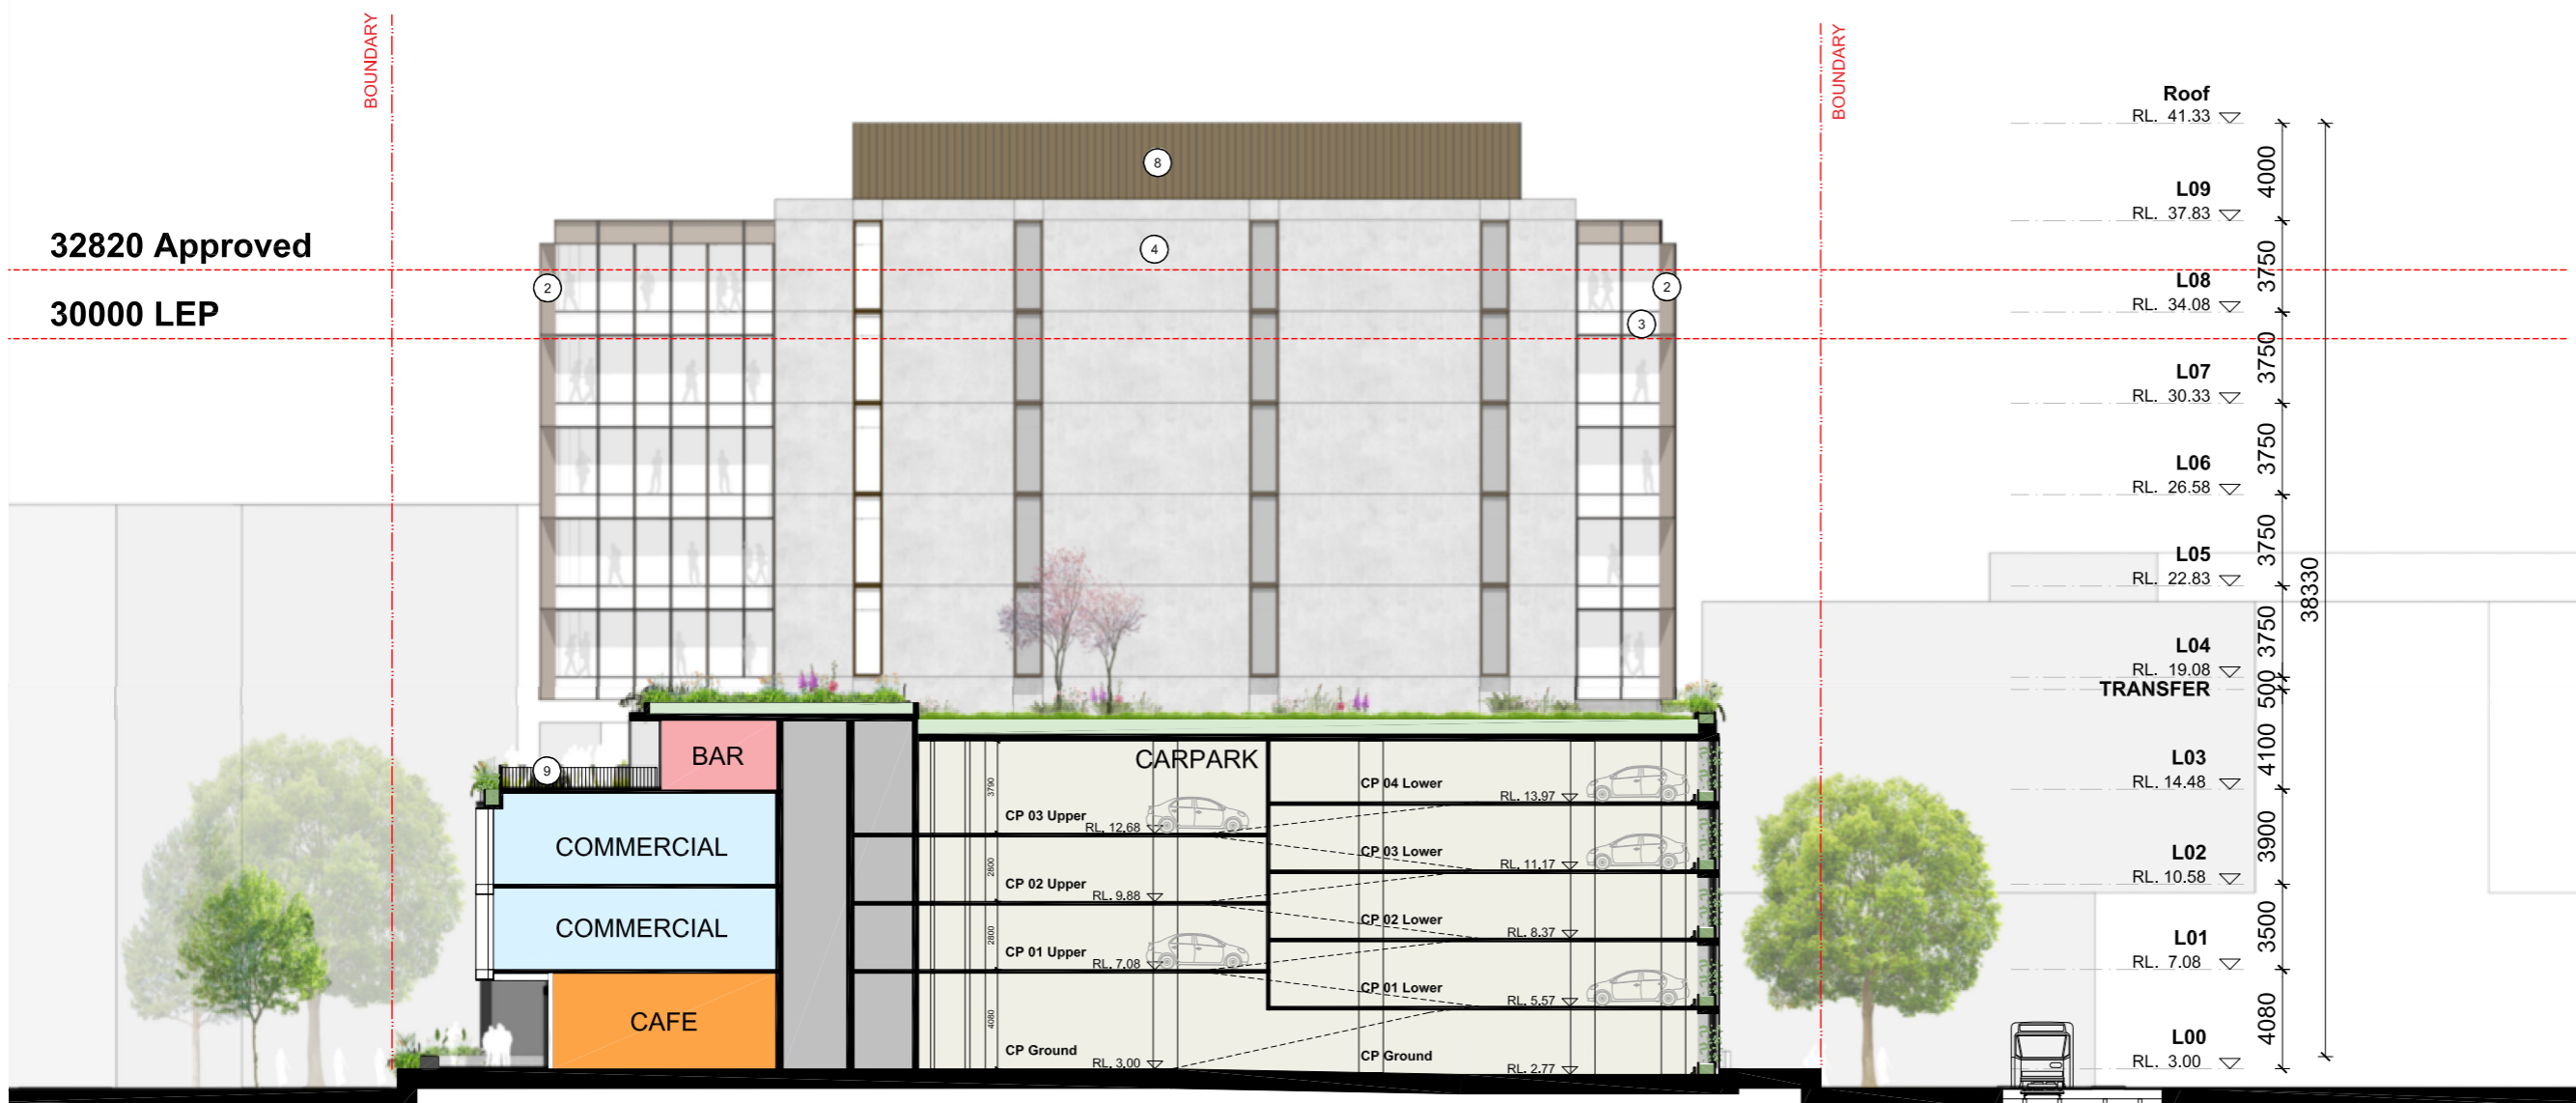 BOUNDARY
BOUNDARY
Roof
RL. 41.33
4000
8
L09
RL. 37.83
32820 Approved
4
3750
2
2
L08
RL. 34.08
30000 LEP
3
3750
L07
RL. 30.33
3750
L06
RL. 26.58
3750
L05
RL. 22.83
38330
3750
L04
RL. 19.08
TRANSFER
500
BAR
CARPARK
4100
9
L03
RL. 14.48
3790
CP 04 Lower
RL. 13.97
CP 03 Upper
RL. 12.68
3900
COMMERCIAL
CP 03 Lower
RL. 11.17
L02
RL. 10.58
2800
CP 02 Upper
RL. 9.88
COMMERCIAL
CP 02 Lower
RL. 8.37
3500
2800
CP 01 Upper
RL. 7.08
L01
RL. 7.08
CP 01 Lower
RL. 5.57
CAFE
4080
4080
CP Ground
RL. 3.00
CP Ground
RL. 2.77
L00
RL. 3.00